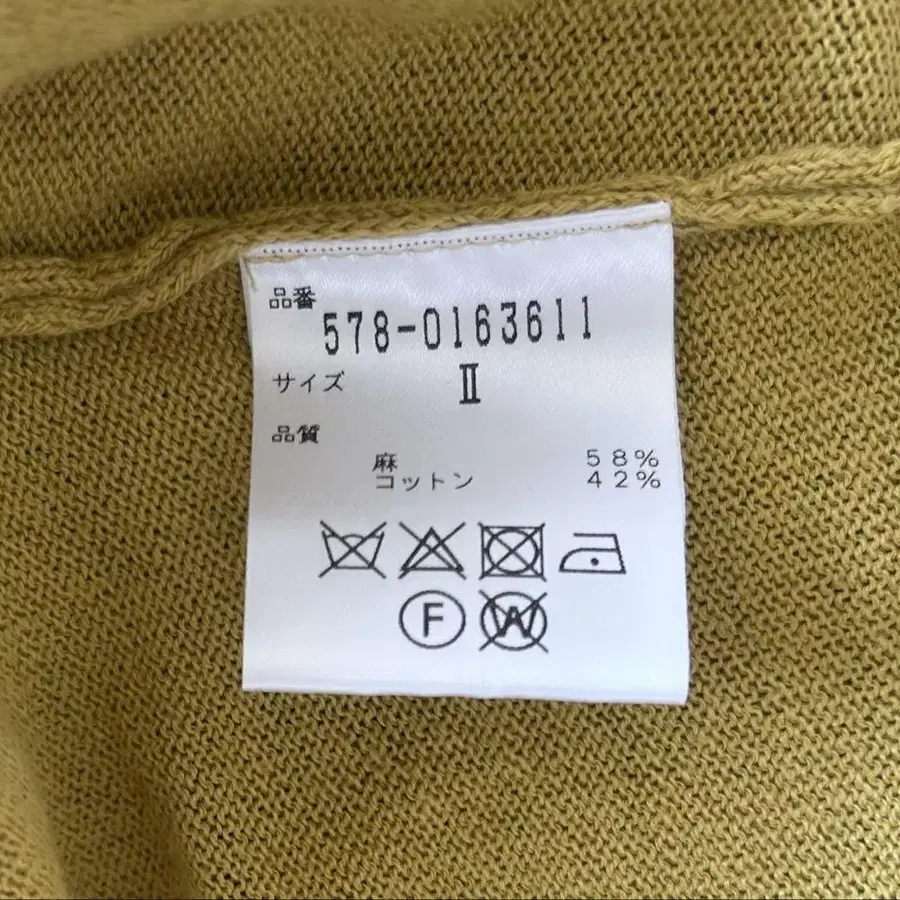 品番
578-0163611
サイズ Ⅱ
品質
麻 58%
コットン 42%
F W